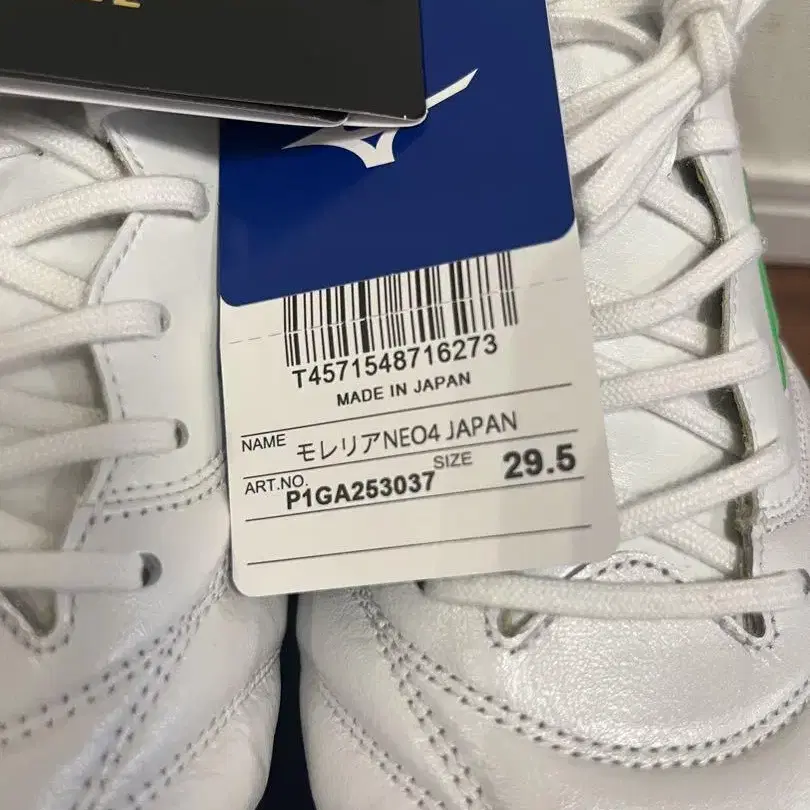 T4571548716273
MADE IN JAPAN
NAME モレリアNEO4 JAPAN
ART.NO. P1GA253037 SIZE 29.5